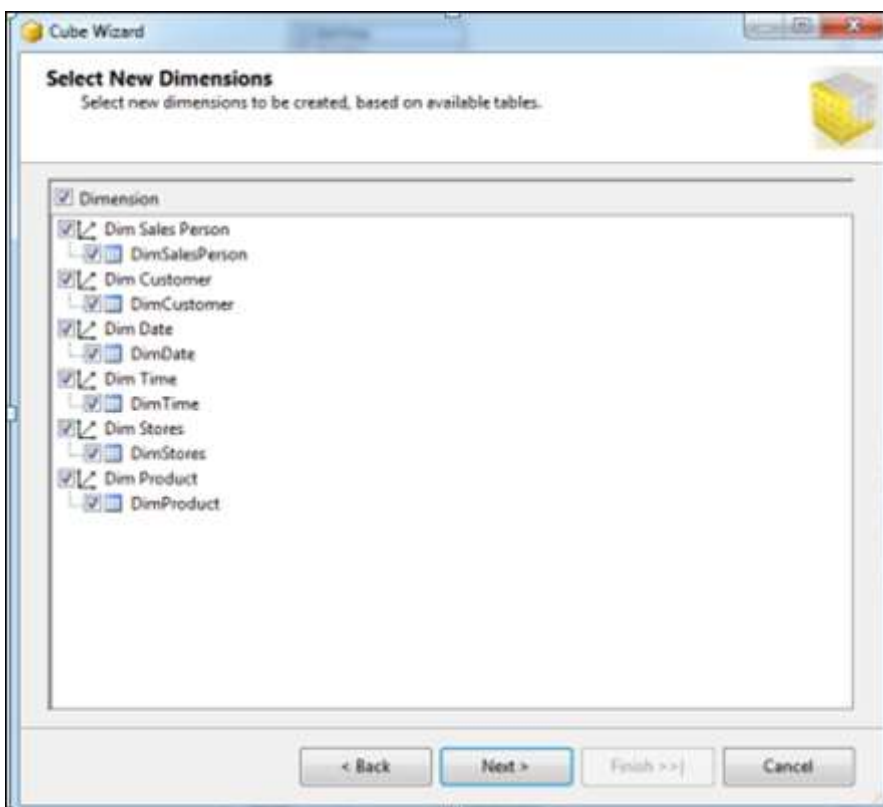 Cube Wizard
Select New Dimensions
Select new dimensions to be created, based on available tables.
Dimension
Dim Sales Person
DimSalesPerson
Dim Customer
DimCustomer
Dim Date
DimDate
Dim Time
DimTime
Dim Stores
DimStores
Dim Product
DimProduct
< Back
Next >
Finish >>|
Cancel